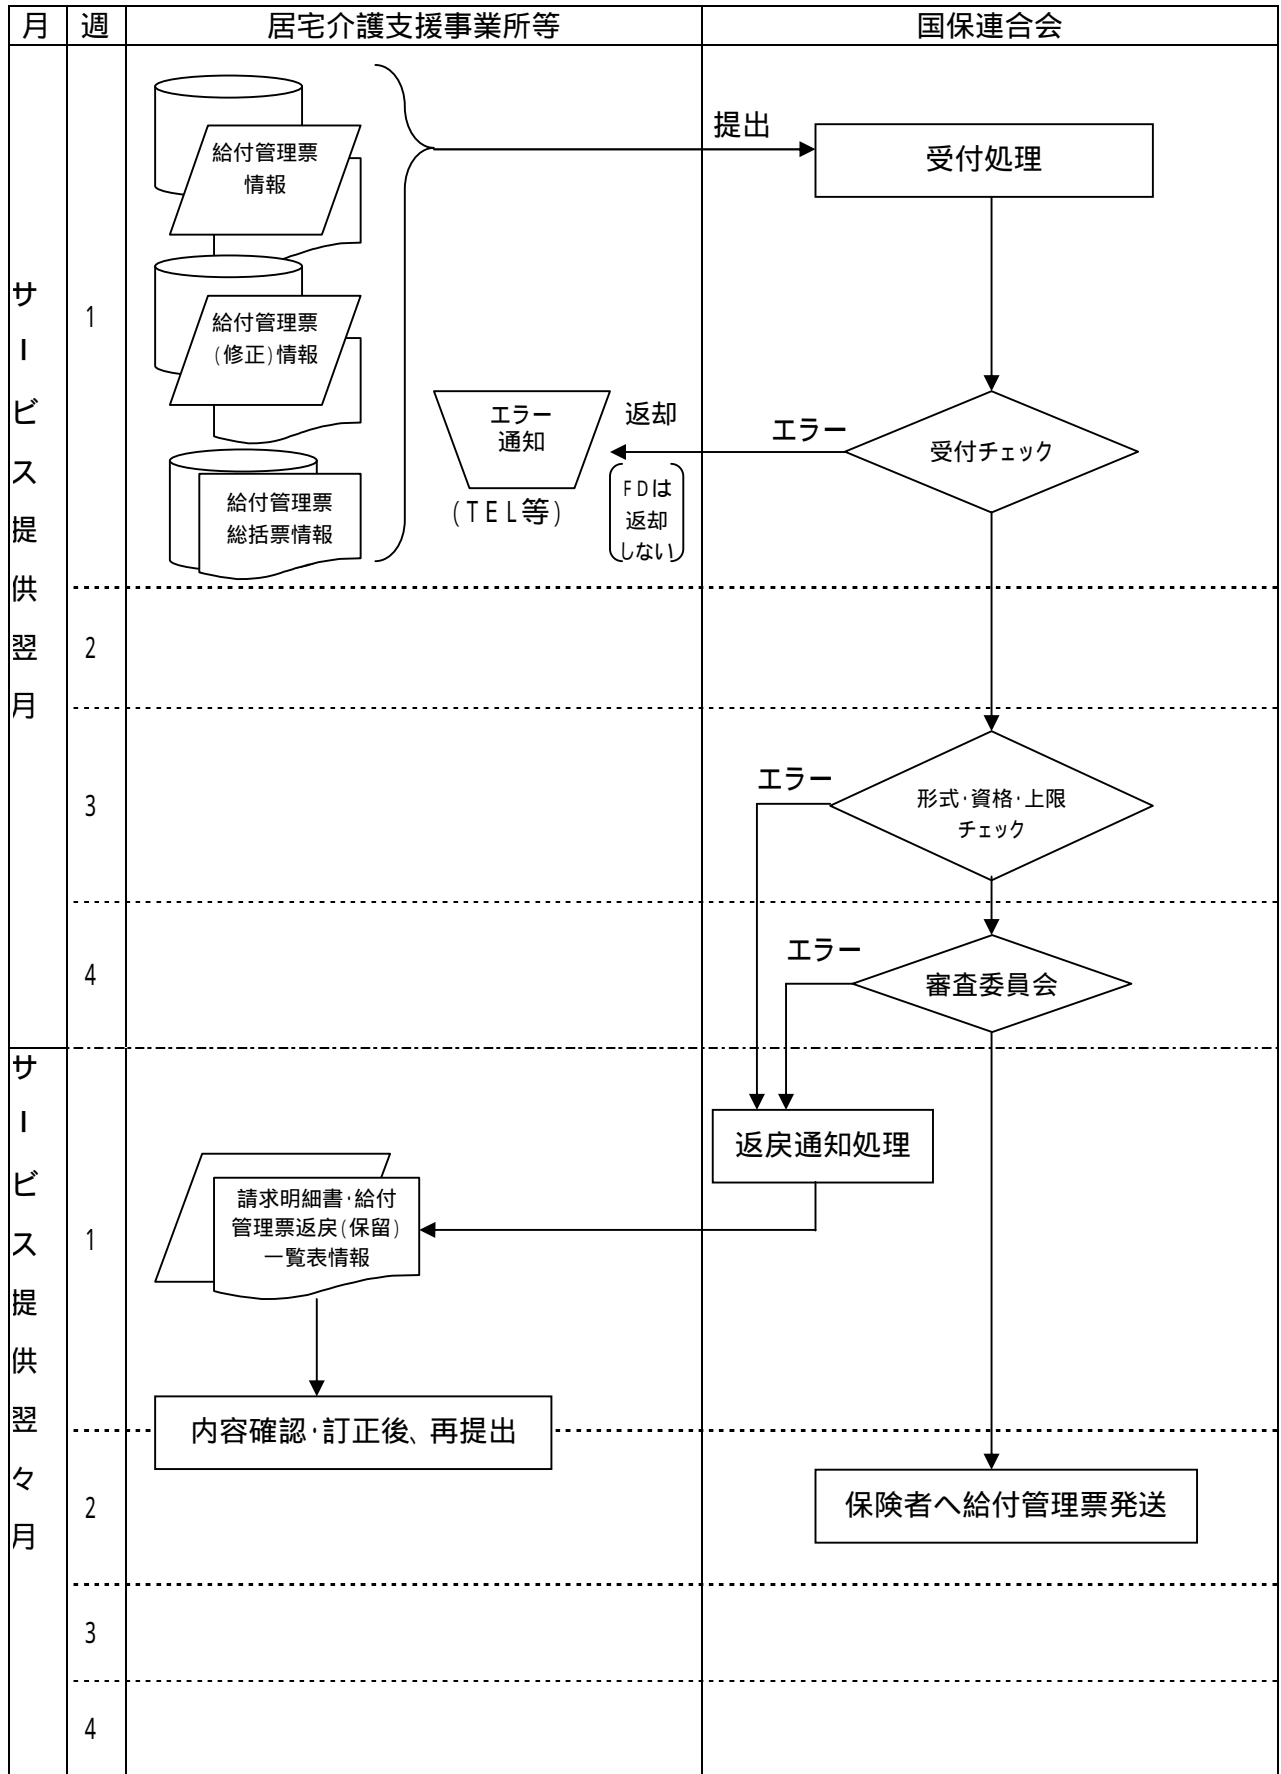 月 週 居宅介護支援事業所等 国保連合会
サービス提供翌月
1
給付管理票
情報
給付管理票
(修正)情報
給付管理票
総括票情報
提出
受付処理
受付チェック
エラー
返却
FDは
返却
しない
エラー
通知
(TEL等)
2
3
形式・資格・上限
チェック
エラー
4
審査委員会
エラー
サービス提供翌々月
1
返戻通知処理
請求明細書・給付
管理票返戻(保留)
一覧表情報
内容確認・訂正後、再提出
2
保険者へ給付管理票発送
3
4